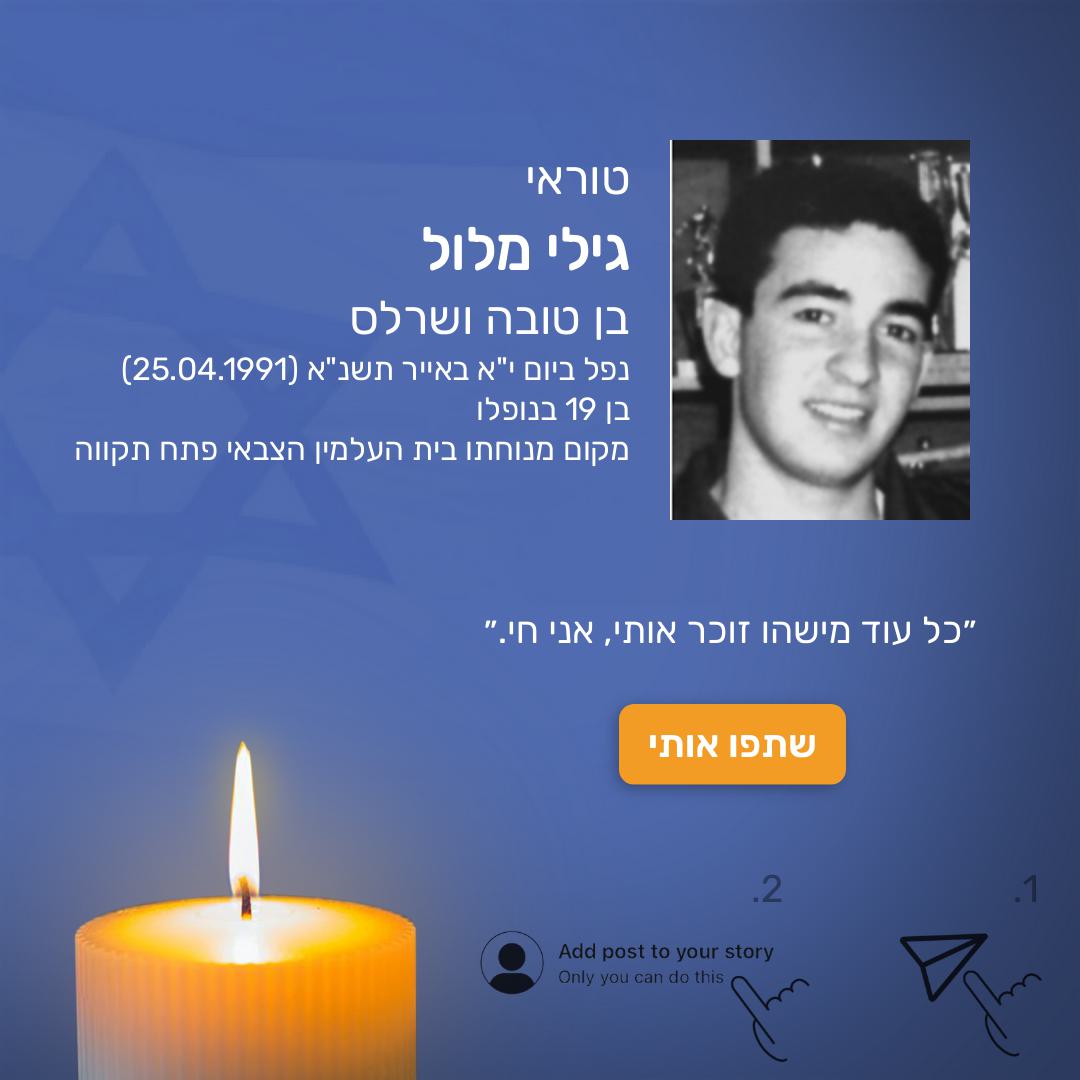 טוראי
גילי מלול
בן טובה ושרלס
נפל ביום י"א באייר תשנ"א (25.04.1991)
בן 19 בנופלו
מקום מנוחתו בית העלמין הצבאי פתח תקווה
״כל עוד מישהו זוכר אותי, אני חי.״
שתפו אותי
.1
.2
Add post to your story
Only you can do this